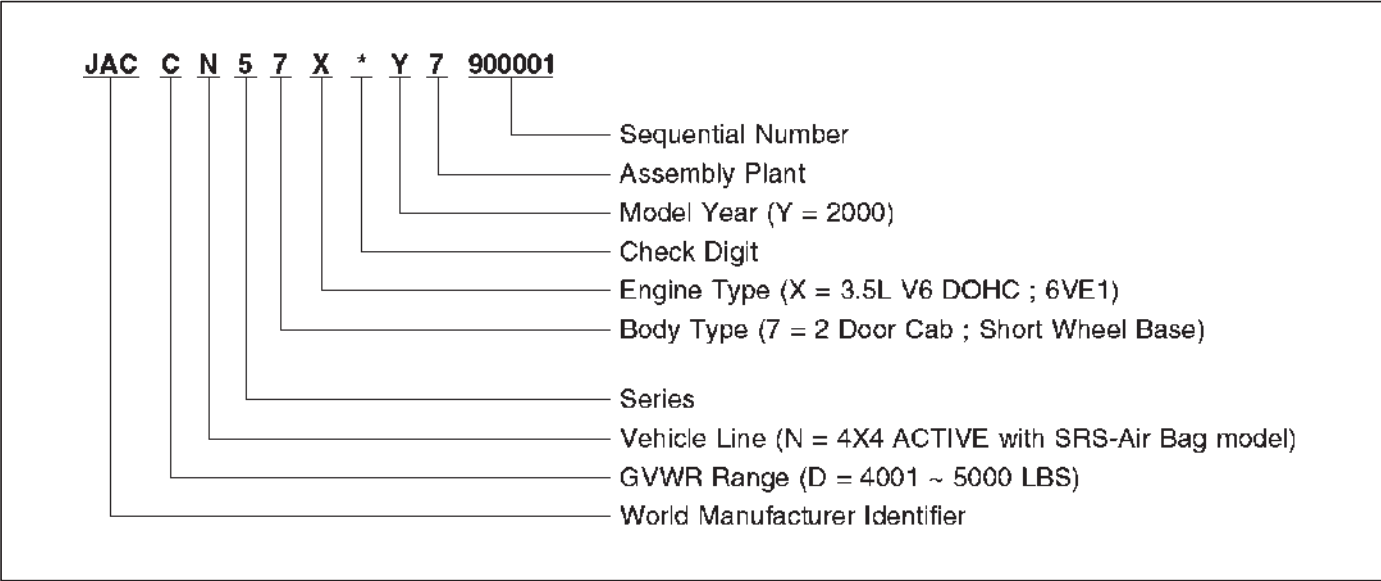 JAC C N 5 7 X * Y 7 900001
Sequential Number
Assembly Plant
Model Year (Y = 2000)
Check Digit
Engine Type (X = 3.5L V6 DOHC ; 6VE1)
Body Type (7 = 2 Door Cab ; Short Wheel Base)
Series
Vehicle Line (N = 4X4 ACTIVE with SRS-Air Bag model)
GVWR Range (D = 4001 ~ 5000 LBS)
World Manufacturer Identifier